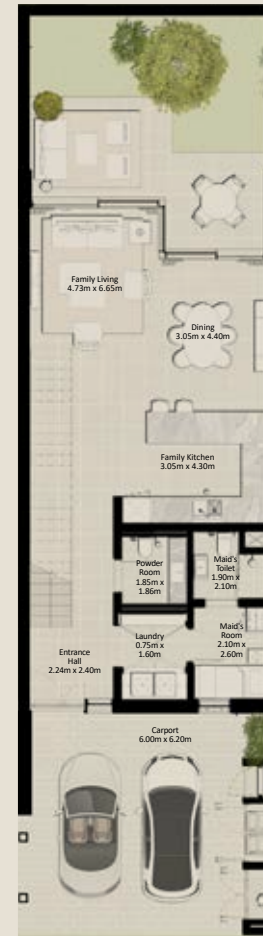 Family Living
4.73m x 6.65m
Dining
3.05m x 4.40m
Family Kitchen
3.05m x 4.30m
Powder
Room
1.85m x
1.86m
Maid's
Toilet
1.90m x
2.10m
Laundry
0.75m x
1.60m
Maid's
Room
2.10m x
2.60m
Entrance
Hall
2.24m x 2.40m
Carport
6.00m x 6.20m